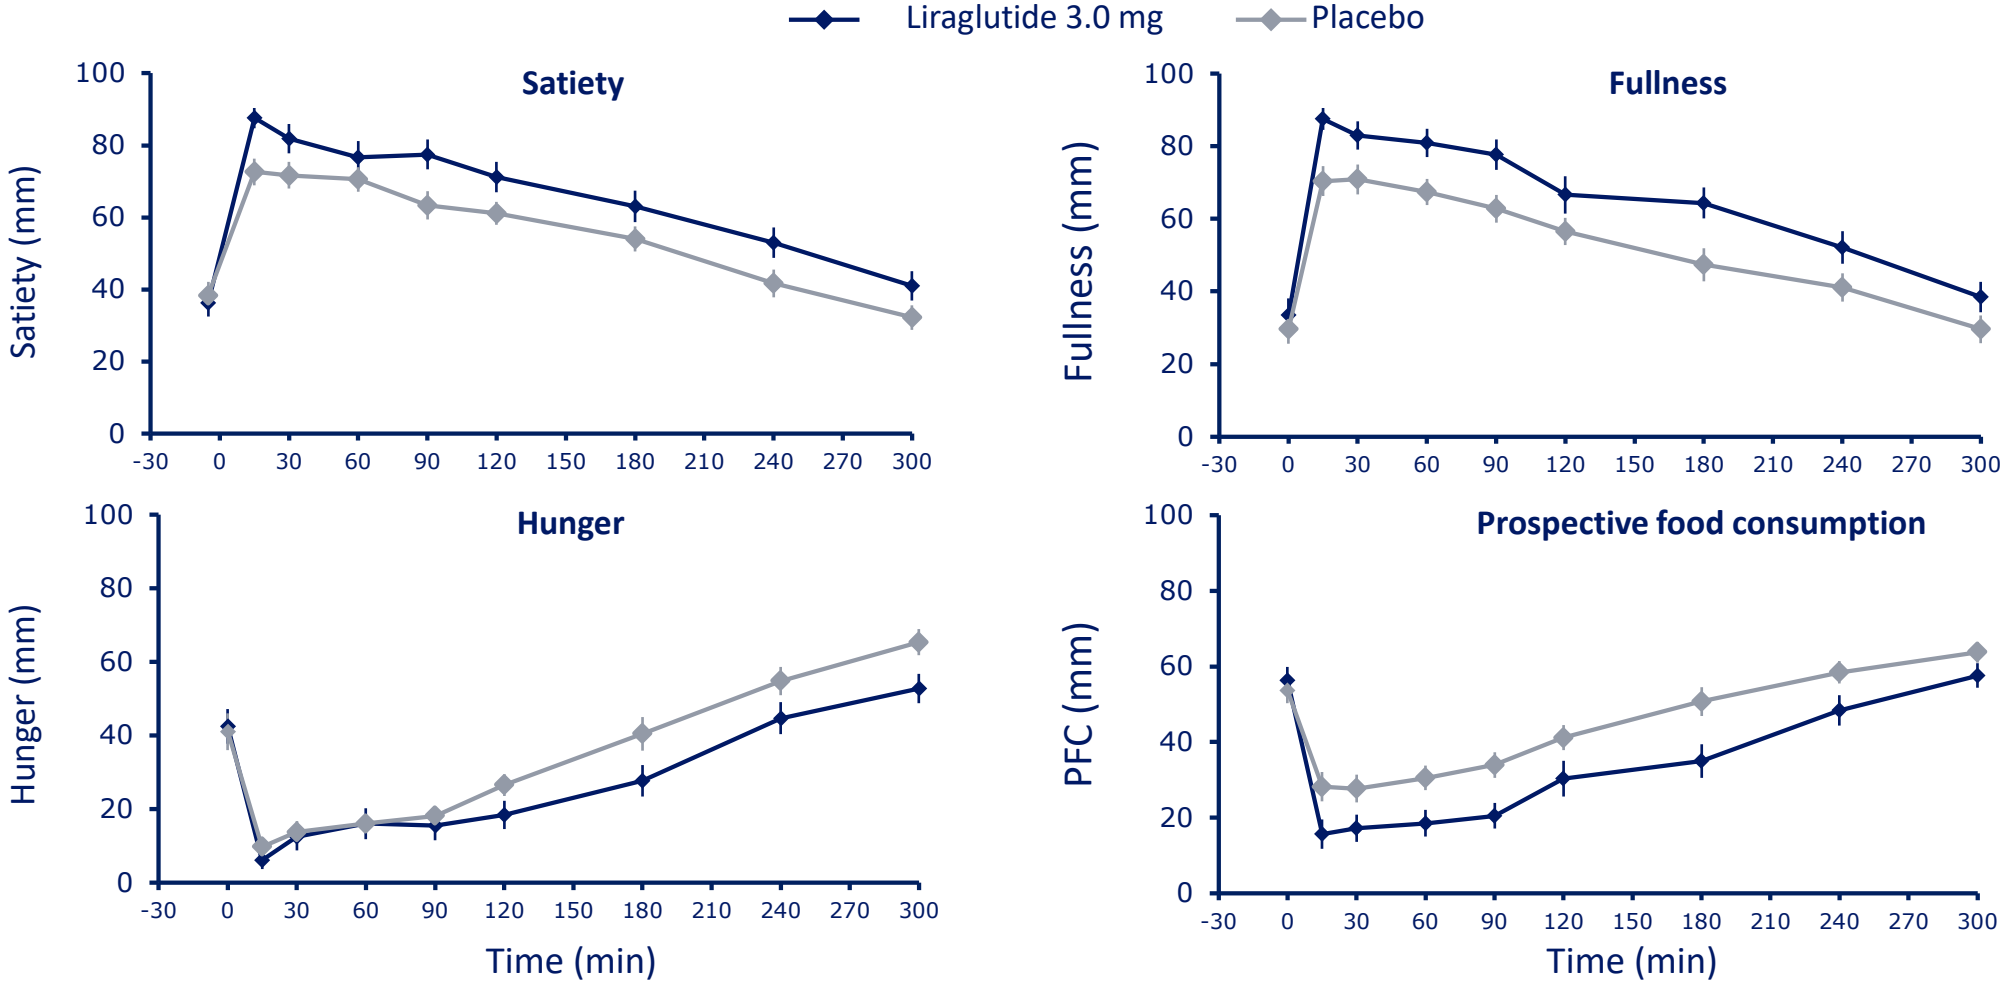 Liraglutide 3.0 mg Placebo
Satiety
Satiety (mm)
100
80
60
40
20
0
-30 0 30 60 90 120 150 180 210 240 270 300
Fullness
Fullness (mm)
100
80
60
40
20
0
-30 0 30 60 90 120 150 180 210 240 270 300
Hunger
Hunger (mm)
100
80
60
40
20
0
-30 0 30 60 90 120 150 180 210 240 270 300
Time (min)
Prospective food consumption
PFC (mm)
100
80
60
40
20
0
-30 0 30 60 90 120 150 180 210 240 270 300
Time (min)